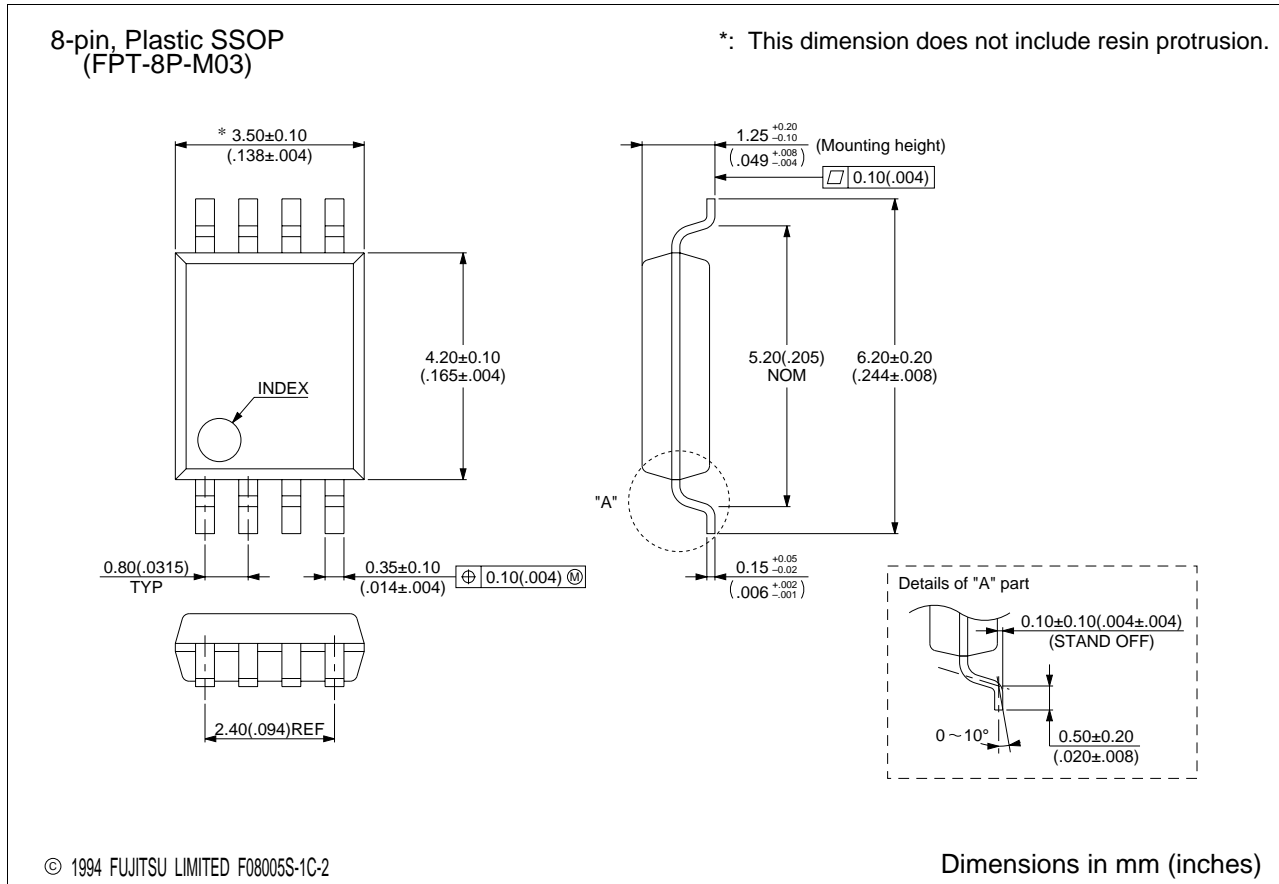 8-pin, Plastic SSOP
(FPT-8P-M03)
*: This dimension does not include resin protrusion.
* 3.50±0.10
(.138±.004)
1.25 +0.20 –0.10
(.049 +.008 –.004)
(Mounting height)
0.10(.004)
4.20±0.10
(.165±.004)
INDEX
5.20(.205)
NOM
6.20±0.20
(.244±.008)
"A"
0.80(.0315)
TYP
0.35±0.10
(.014±.004)
⌖ 0.10(.004) Ⓜ
0.15 +0.05 –0.02
(.006 +.002 –.001)
2.40(.094)REF
Details of "A" part
0.10±0.10(.004±.004)
(STAND OFF)
0～10°
0.50±0.20
(.020±.008)
© 1994 FUJITSU LIMITED F08005S-1C-2
Dimensions in mm (inches)